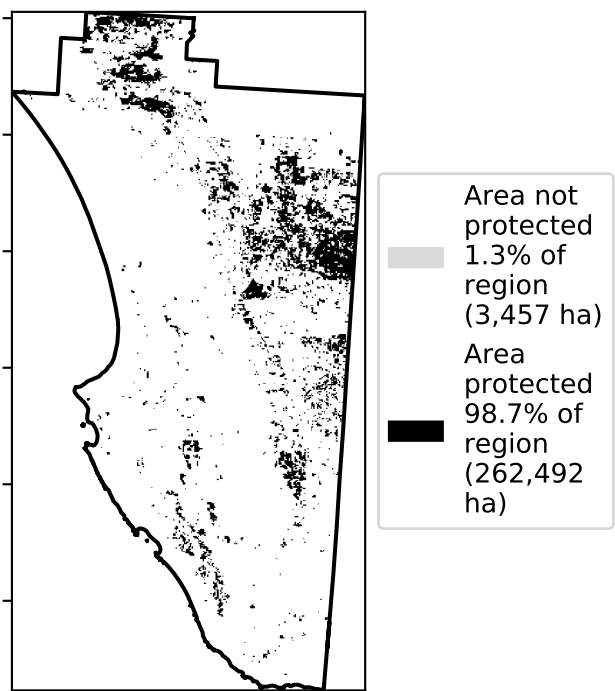 Area not
protected
1.3% of
region
(3,457 ha)
Area
protected
98.7% of
region
(262,492
ha)